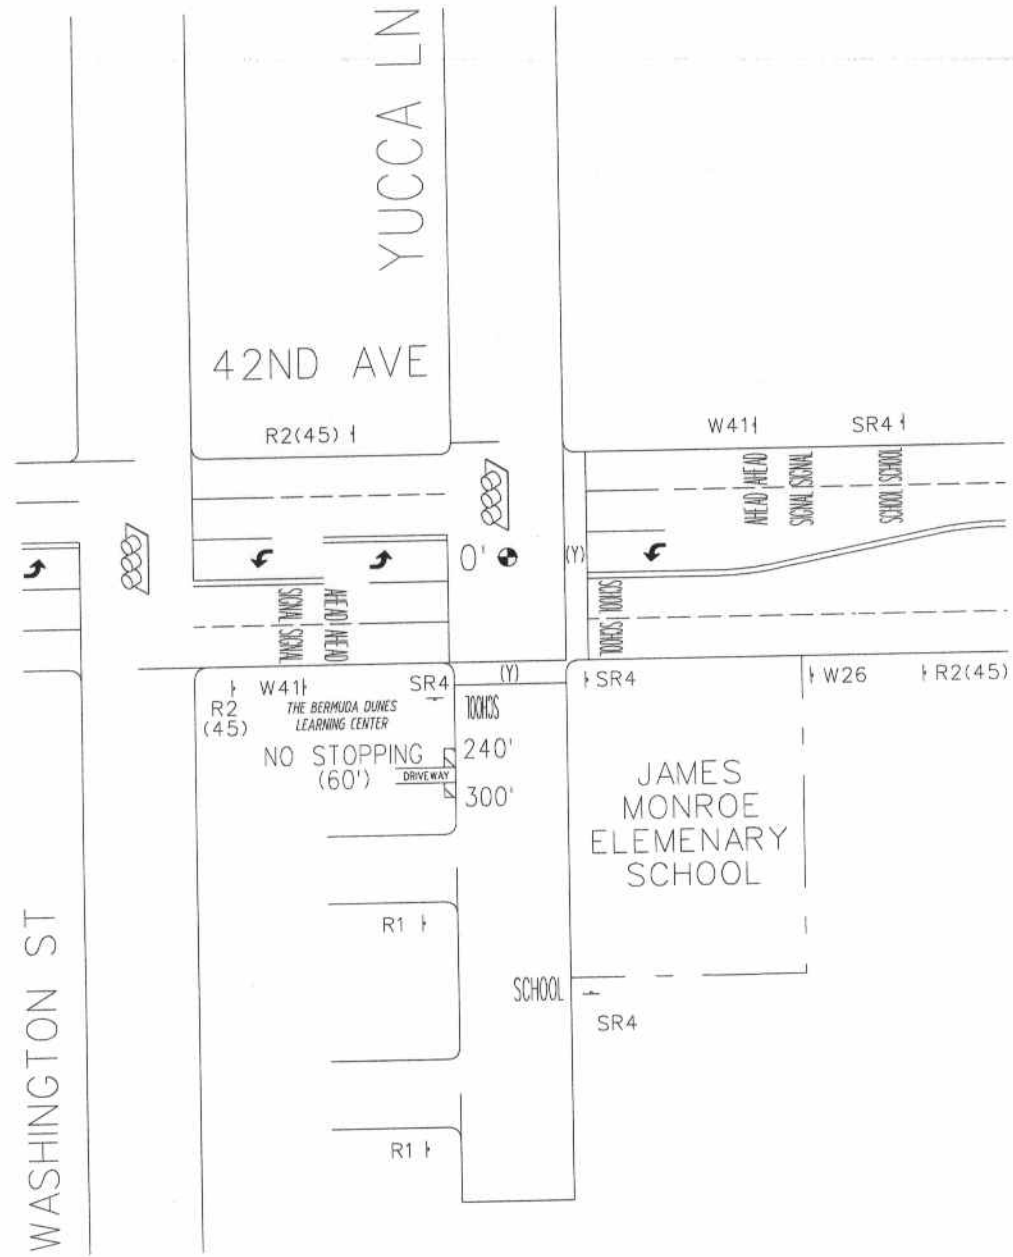 YUCCA LN
42ND AVE
R2(45)
W41
SR4
AHEAD AHEAD
SIGNAL SIGNAL
SCHOOL SCHOOL
0'
(Y)
SIGNAL SIGNAL
AHEAD AHEAD
SCHOOL SCHOOL
(Y)
R2
(45)
W41
SR4
SR4
W26
R2(45)
THE BERMUDA DUNES
LEARNING CENTER
SCHOOL
NO STOPPING
(60')
240'
DRIVEWAY
300'
JAMES
MONROE
ELEMENARY
SCHOOL
R1
SCHOOL
SR4
WASHINGTON ST
R1